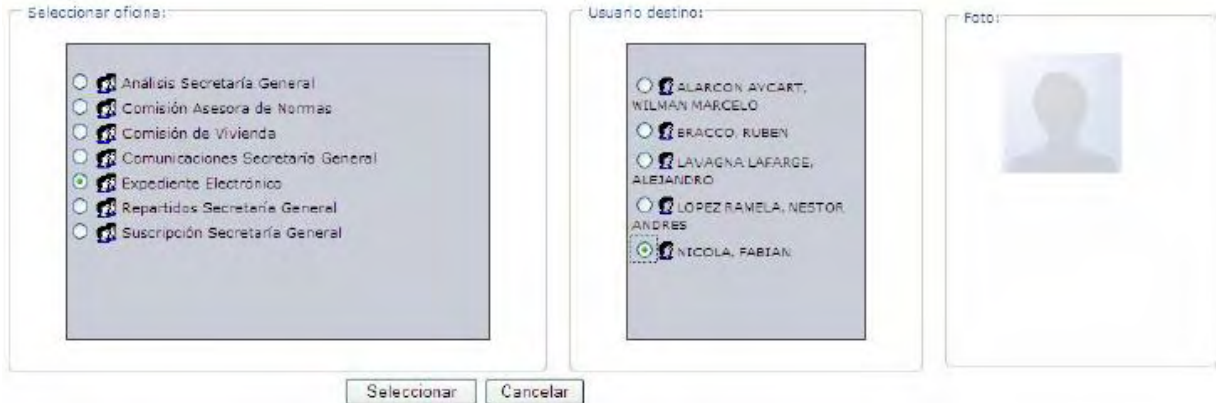 Seleccionar oficina:
Análisis Secretaría General
Comisión Asesora de Normas
Comisión de Vivienda
Comunicaciones Secretaría General
Expediente Electrónico
Repartidos Secretaría General
Suscripción Secretaría General
Usuario destino:
ALARCON AYCART,
WILMAN MARCELO
BRACCO, RUBEN
LAVAGNA LAFARGE,
ALEJANDRO
LOPEZ RAMELA, NESTOR
ANDRES
NICOLA, FABIAN
Foto:
Seleccionar
Cancelar